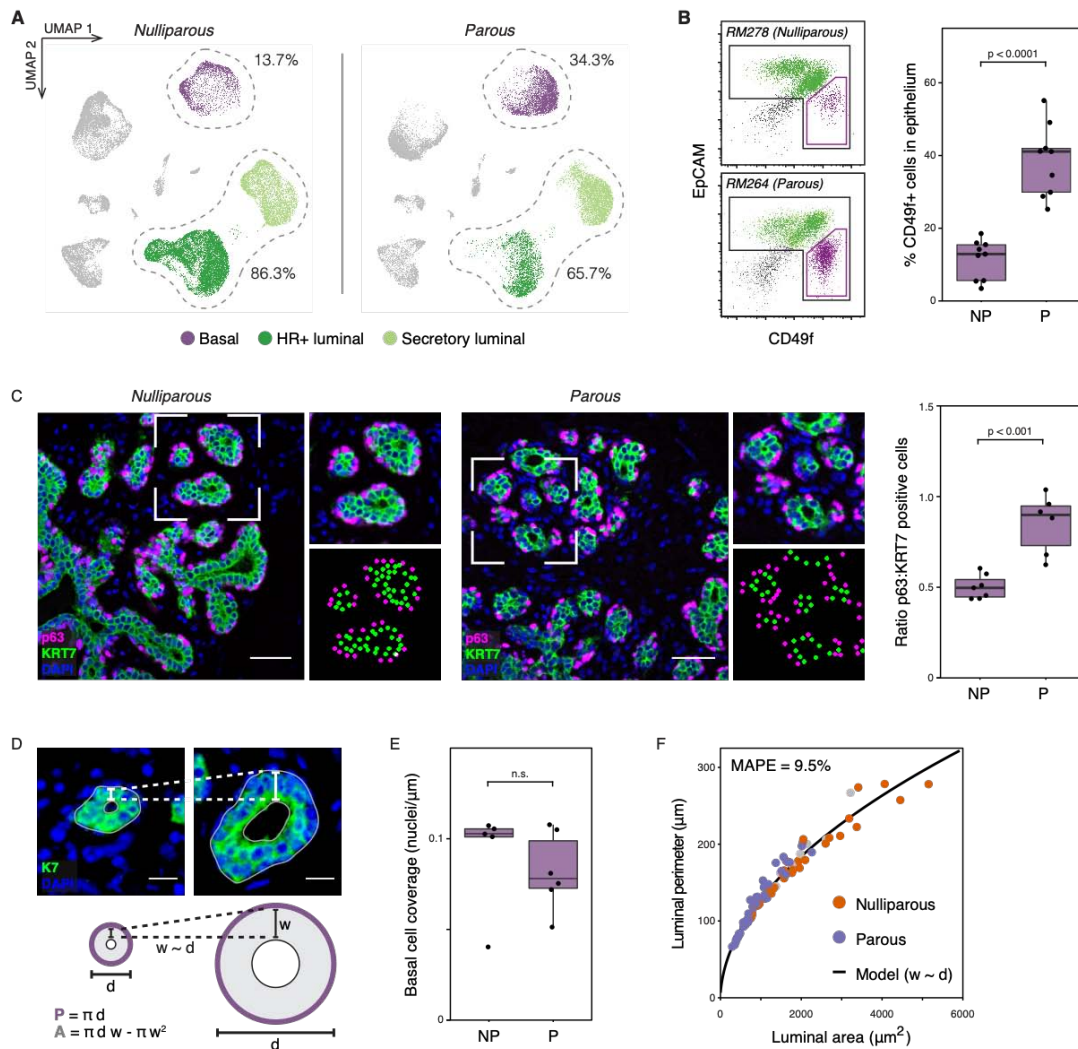 A
UMAP 1
UMAP 2
Nulliparous
Parous
13.7%
34.3%
86.3%
65.7%
Basal
HR+ luminal
Secretory luminal
B
RM278 (Nulliparous)
RM264 (Parous)
EpCAM
CD49f
% CD49f+ cells in epithelium
p < 0.0001
60
40
20
0
NP
P
C
Nulliparous
Parous
p63
KRT7
DAPI
p63
KRT7
DAPI
Ratio p63:KRT7 positive cells
p < 0.001
1.5
1.0
0.5
0
NP
P
D
K7
DAPI
w ~ d
w
d
d
P = π d
A = π d w - π w²
E
Basal cell coverage (nuclei/μm)
n.s.
0.1
0
NP
P
F
MAPE = 9.5%
Luminal perimeter (μm)
300
200
100
0
Nulliparous
Parous
Model (w ~ d)
0
2000
4000
6000
Luminal area (μm²)